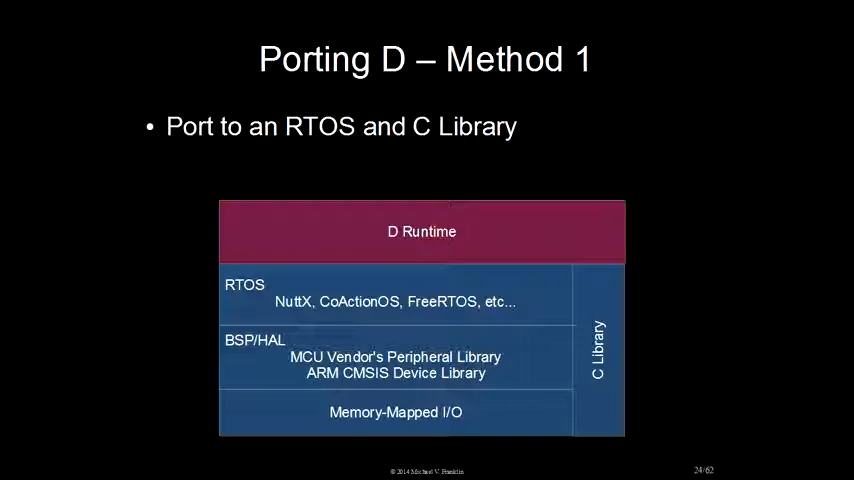 Porting D – Method 1
• Port to an RTOS and C Library
D Runtime
RTOS
NuttX, CoActionOS, FreeRTOS, etc...
BSP/HAL
MCU Vendor's Peripheral Library
ARM CMSIS Device Library
Memory-Mapped I/O
C Library
© 2014 Michael V. Franklin
24/62